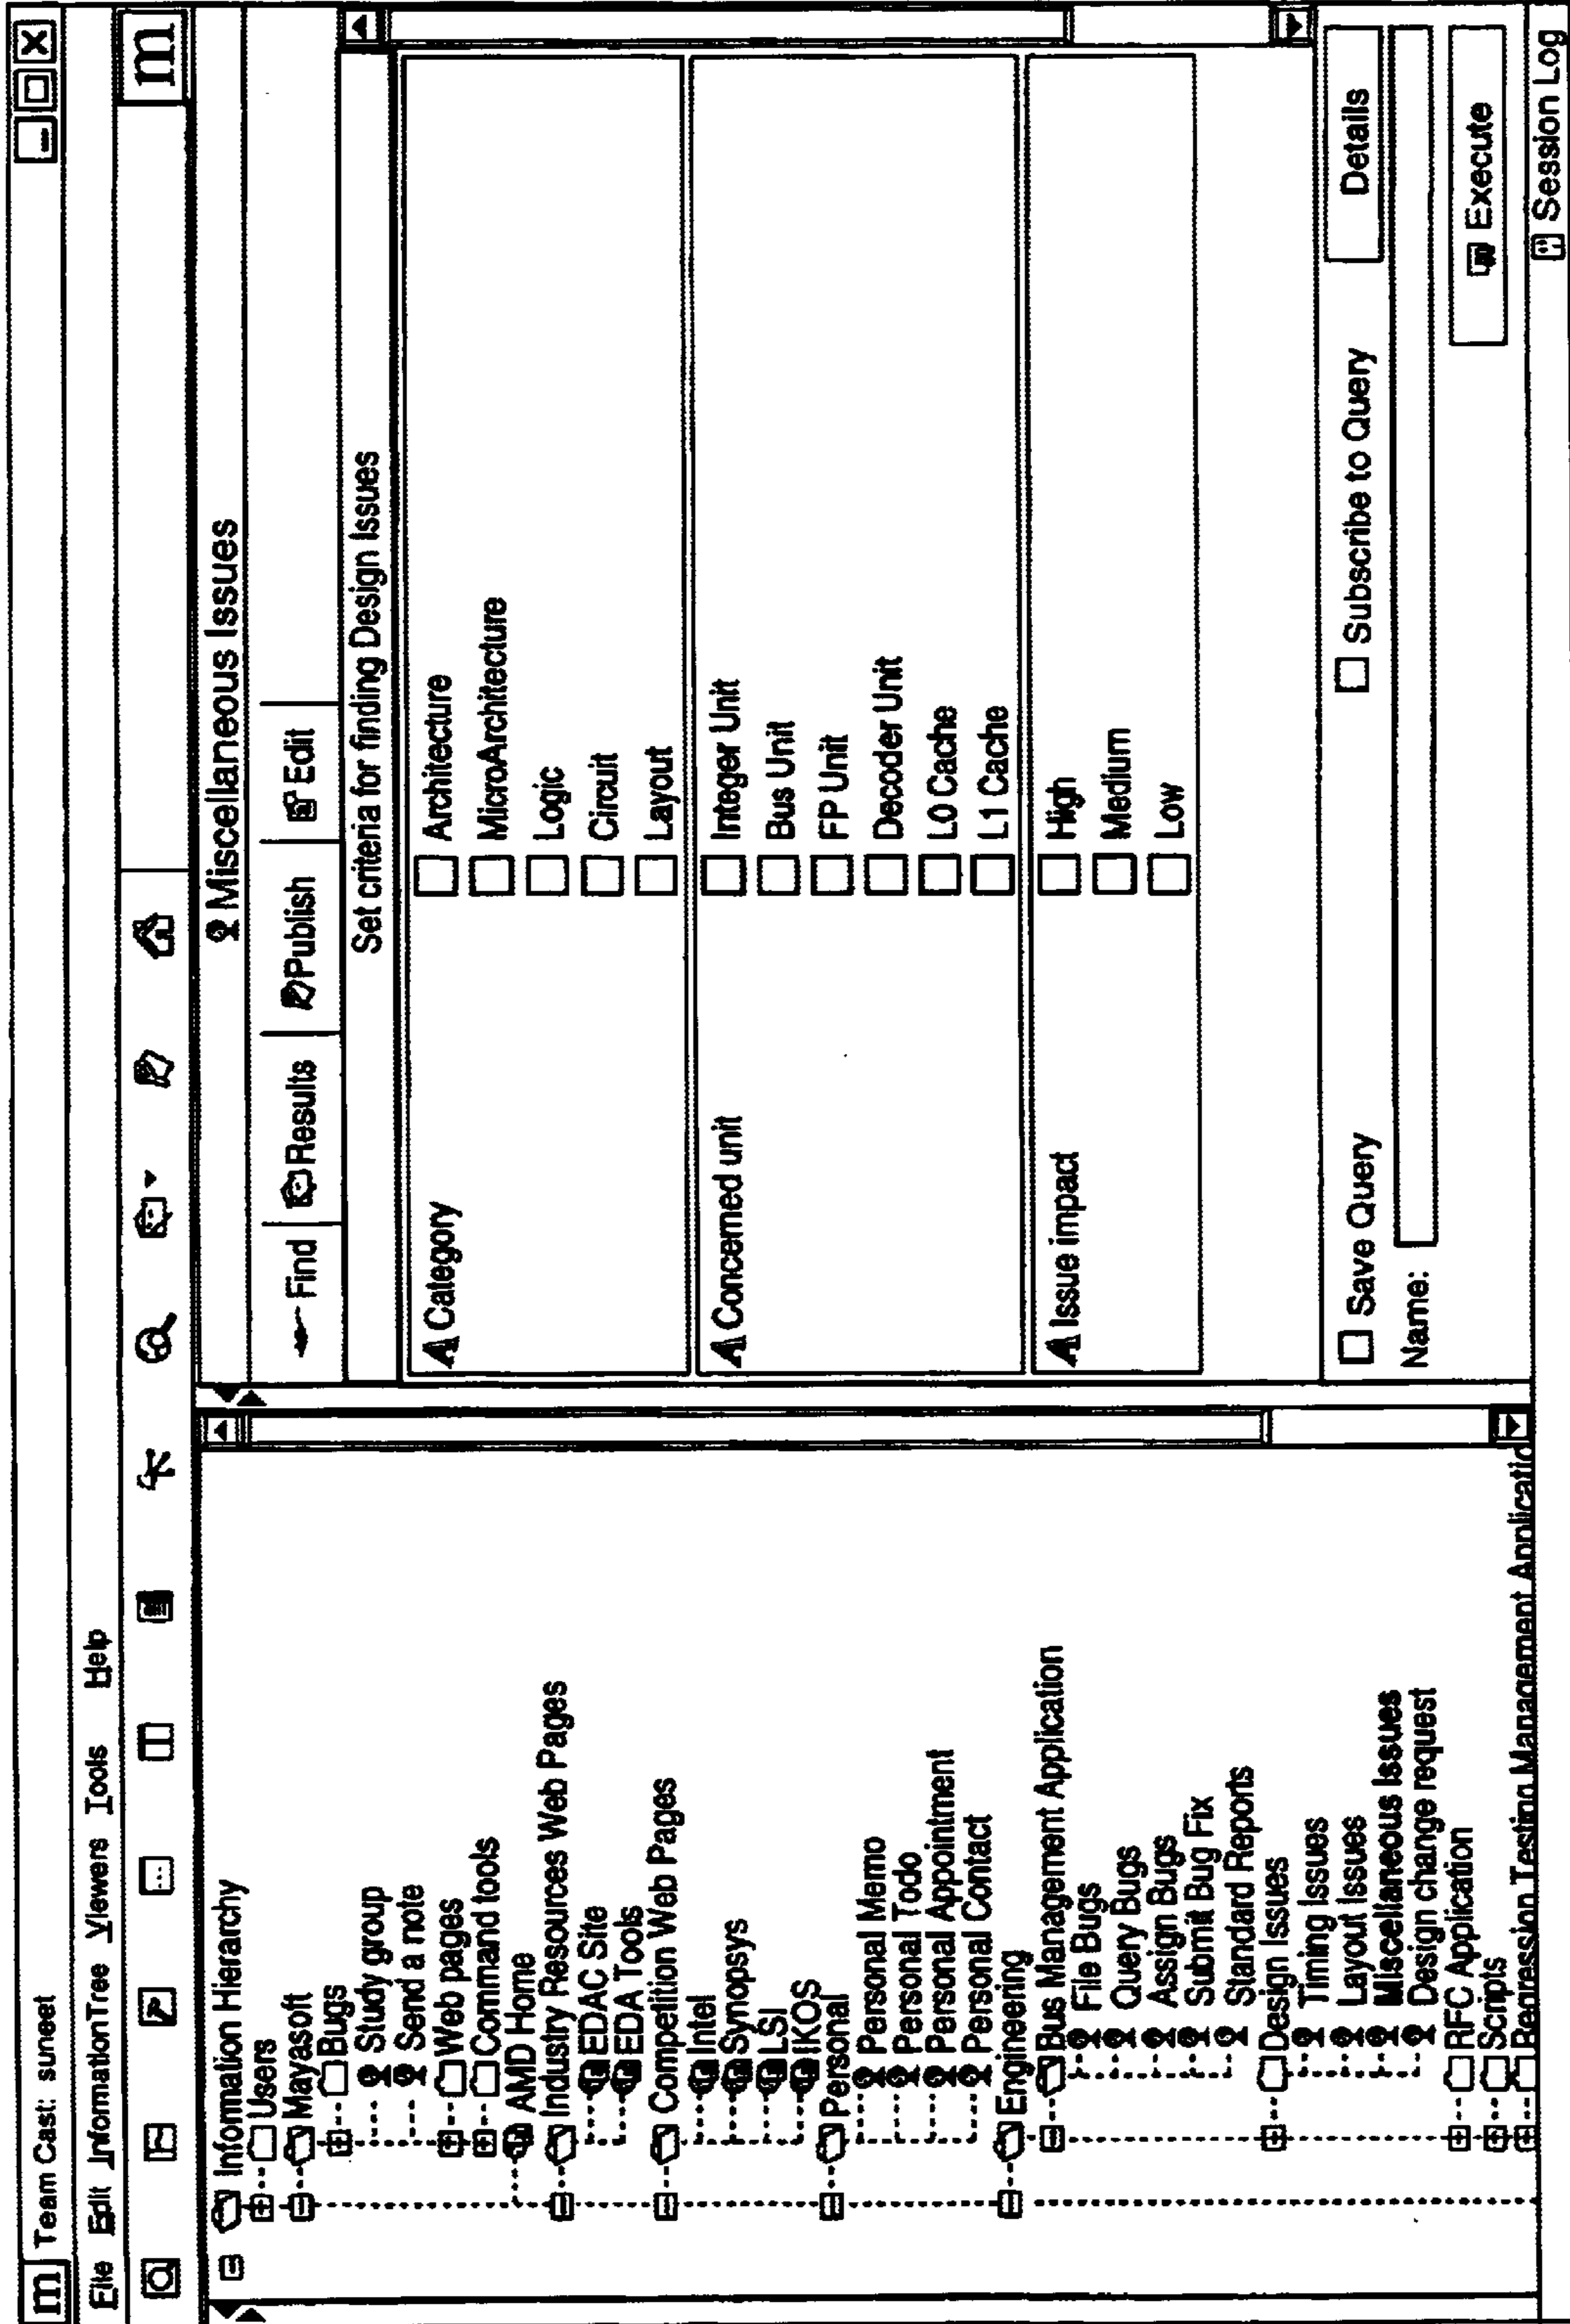 m Team Cast: suneet
File Edit InformationTree Viewers Tools Help
m
Information Hierarchy
Users
Mayasoft
Bugs
Study group
Send a note
Web pages
Command tools
AMD Home
Industry Resources Web Pages
EDAC Site
EDA Tools
Competition Web Pages
Intel
Synopsys
LSI
IKOS
Personal
Personal Memo
Personal Todo
Personal Appointment
Personal Contact
Engineering
Bus Management Application
File Bugs
Query Bugs
Assign Bugs
Submit Bug Fix
Standard Reports
Design Issues
Timing Issues
Layout Issues
Miscellaneous Issues
Design change request
RFC Application
Scripts
Regression Testing Management Applicatio
Miscellaneous Issues
Find Results Publish Edit
Set criteria for finding Design Issues
A Category
Architecture
MicroArchitecture
Logic
Circuit
Layout
A Concerned unit
Integer Unit
Bus Unit
FP Unit
Decoder Unit
L0 Cache
L1 Cache
A Issue impact
High
Medium
Low
Save Query Subscribe to Query Details
Name:
Execute
Session Log